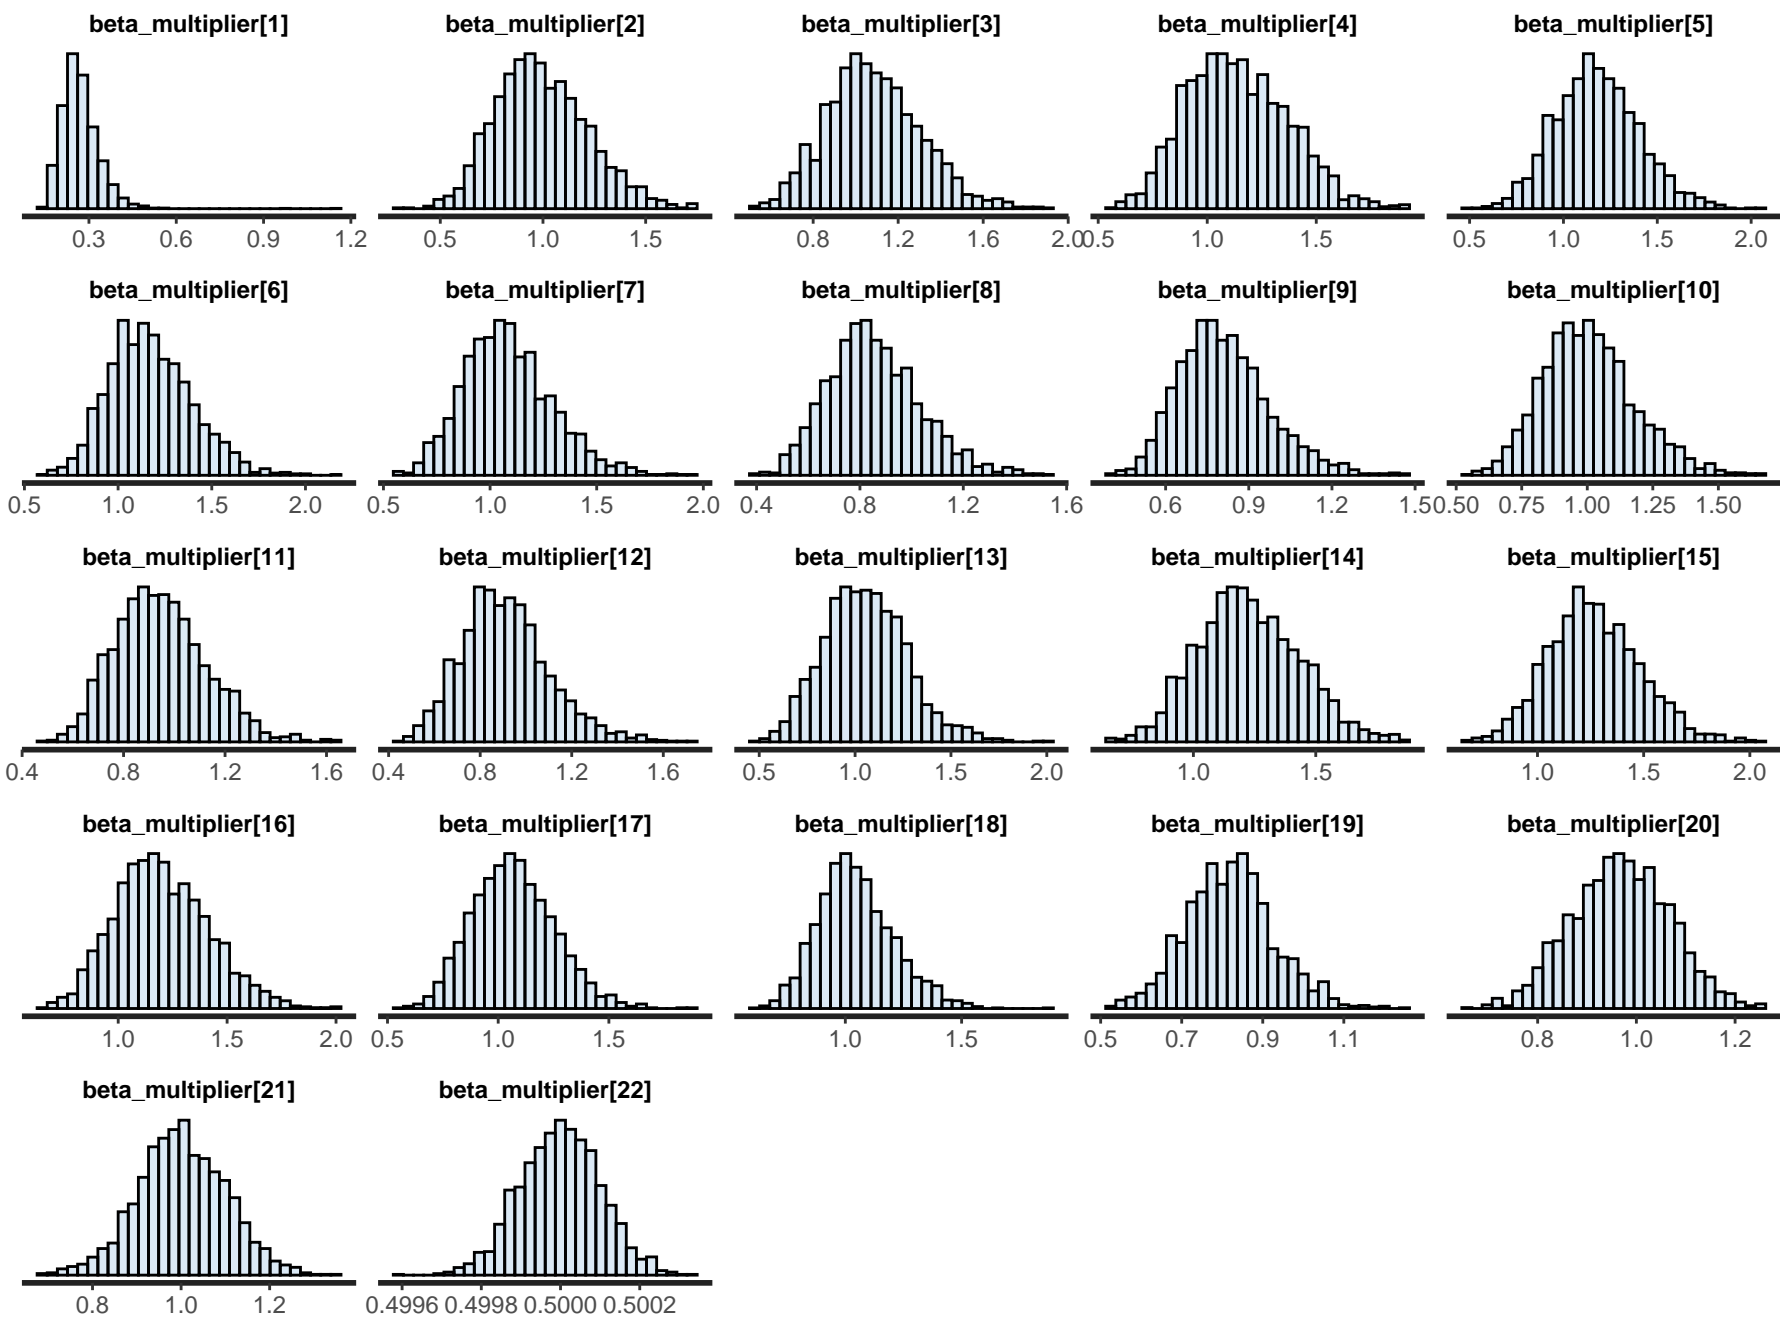 beta_multiplier[1] beta_multiplier[2] beta_multiplier[3] beta_multiplier[4] beta_multiplier[5]
0.3 0.6 0.9 1.2 0.5 1.0 1.5 0.8 1.2 1.6 2.0 0.5 1.0 1.5 0.5 1.0 1.5 2.0
beta_multiplier[6] beta_multiplier[7] beta_multiplier[8] beta_multiplier[9] beta_multiplier[10]
0.5 1.0 1.5 2.0 0.5 1.0 1.5 2.0 0.4 0.8 1.2 1.6 0.6 0.9 1.2 1.5 0.50 0.75 1.00 1.25 1.50
beta_multiplier[11] beta_multiplier[12] beta_multiplier[13] beta_multiplier[14] beta_multiplier[15]
0.4 0.8 1.2 1.6 0.4 0.8 1.2 1.6 0.5 1.0 1.5 2.0 1.0 1.5 1.0 1.5 2.0
beta_multiplier[16] beta_multiplier[17] beta_multiplier[18] beta_multiplier[19] beta_multiplier[20]
1.0 1.5 2.0 0.5 1.0 1.5 1.0 1.5 0.5 0.7 0.9 1.1 0.8 1.0 1.2
beta_multiplier[21] beta_multiplier[22]
0.8 1.0 1.2 0.4996 0.4998 0.5000 0.5002